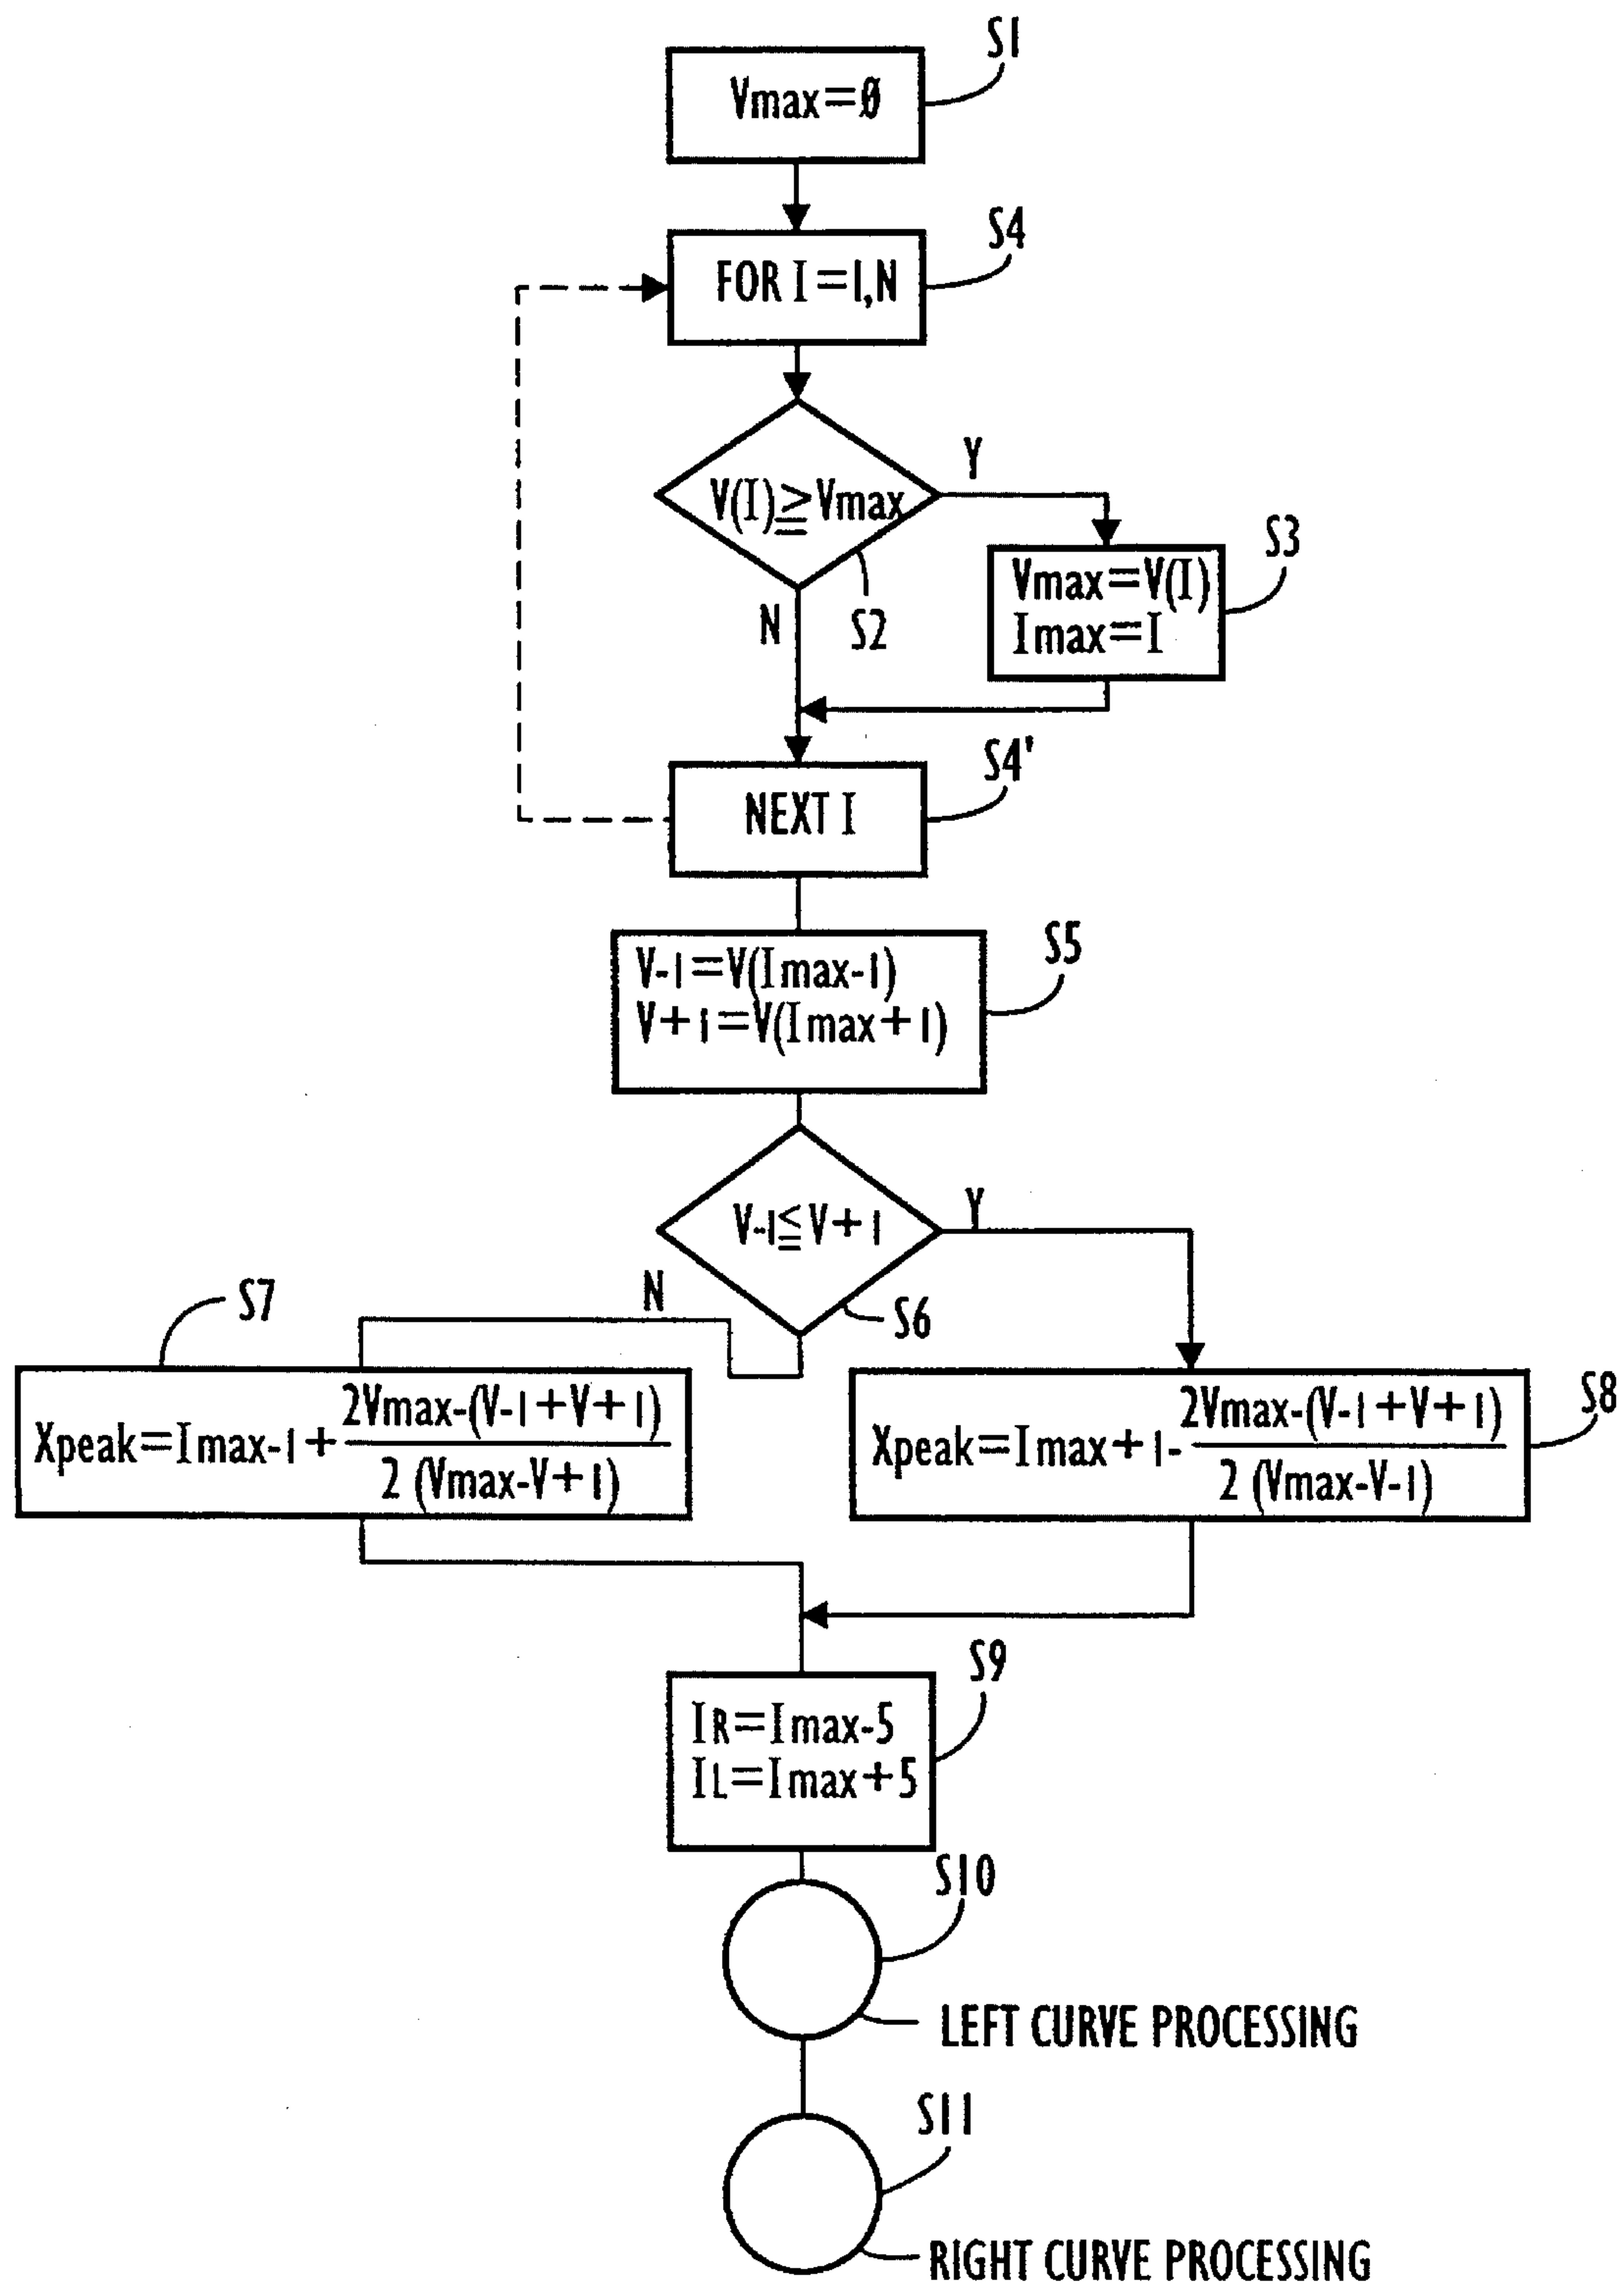 S1
Vmax=Ø
S4
FOR I=1,N
Y
V(I)≧Vmax
S3
Vmax=V(I)
Imax=I
N
S2
S4'
NEXT I
S5
V-1=V(Imax-1)
V+1=V(Imax+1)
Y
V-1≦V+1
N
S6
S7
Xpeak=Imax-1+ 2Vmax-(V-1+V+1) / 2 (Vmax-V+1)
S8
Xpeak=Imax+1- 2Vmax-(V-1+V+1) / 2 (Vmax-V-1)
S9
IR=Imax-5
IL=Imax+5
S10
LEFT CURVE PROCESSING
S11
RIGHT CURVE PROCESSING